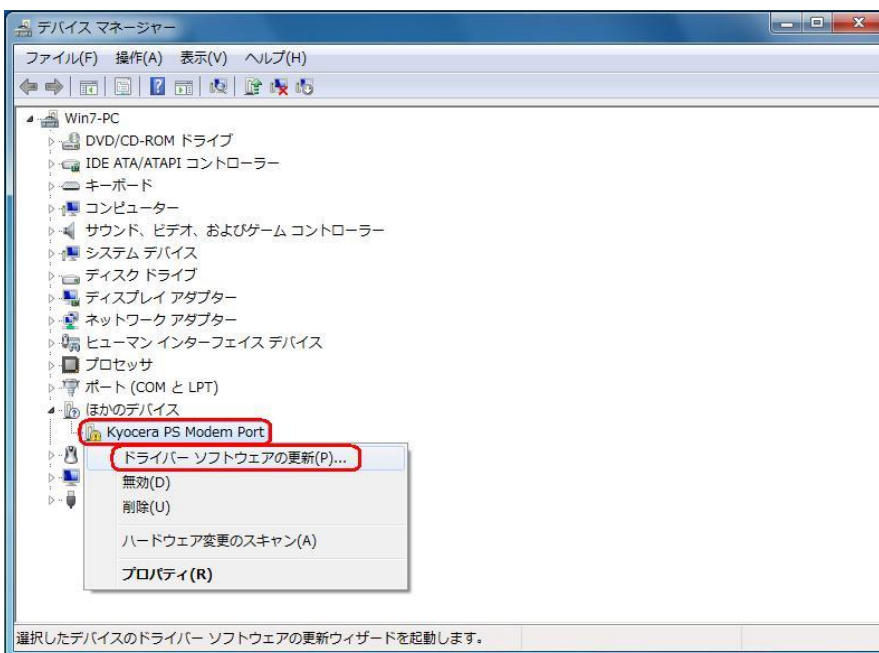 デバイス マネージャー
ファイル(F) 操作(A) 表示(V) ヘルプ(H)
Win7-PC
DVD/CD-ROM ドライブ
IDE ATA/ATAPI コントローラー
キーボード
コンピューター
サウンド、ビデオ、およびゲーム コントローラー
システム デバイス
ディスク ドライブ
ディスプレイ アダプター
ネットワーク アダプター
ヒューマン インターフェイス デバイス
プロセッサ
ポート (COM と LPT)
ほかのデバイス
Kyocera PS Modem Port
ドライバー ソフトウェアの更新(P)...
無効(D)
削除(U)
ハードウェア変更のスキャン(A)
プロパティ(R)
選択したデバイスのドライバー ソフトウェアの更新ウィザードを起動します。